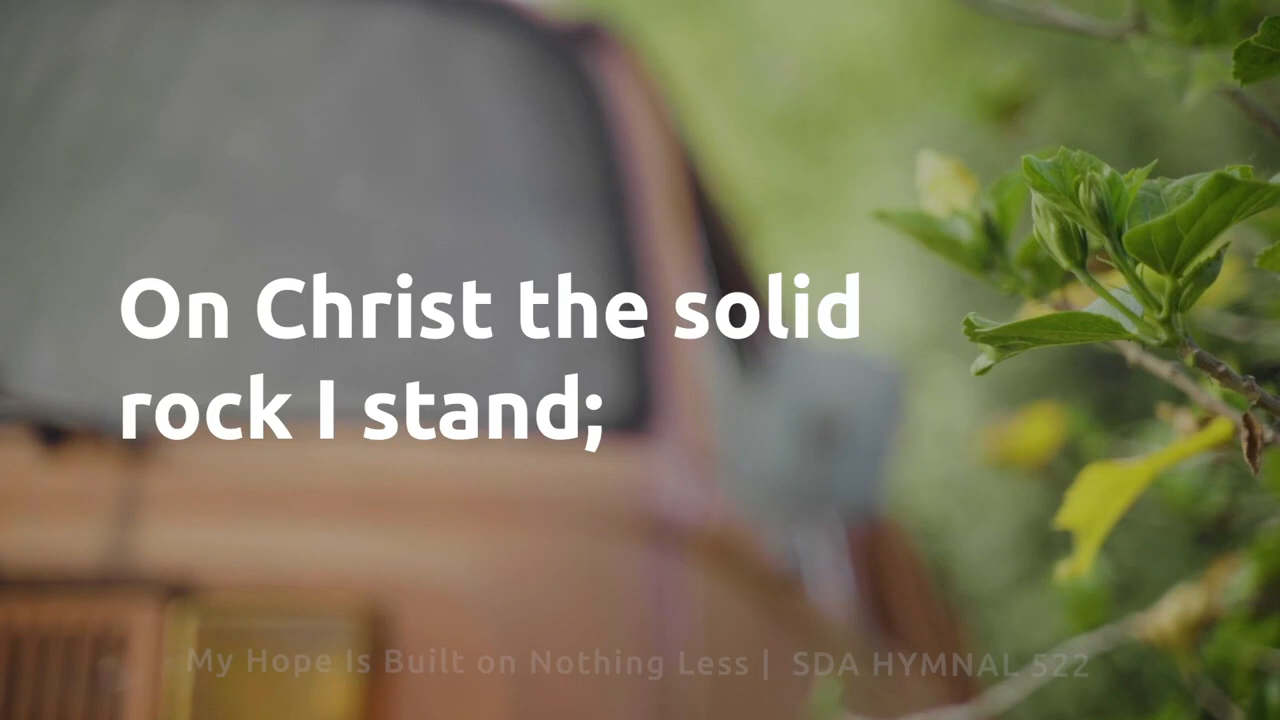 On Christ the solid
rock I stand;
My Hope Is Built on Nothing Less | SDA HYMNAL 522